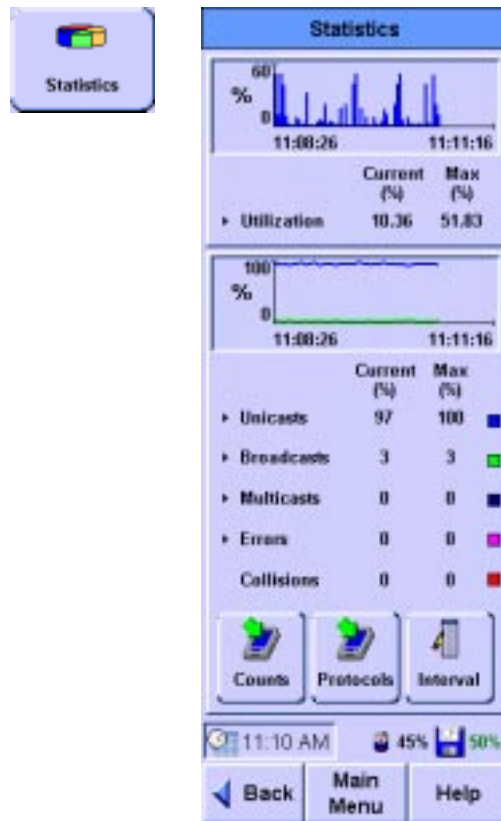 Statistics
Statistics
60
%
0
11:08:26 11:11:16
Current Max
(%) (%)
Utilization 10.36 51.83
100
%
0
11:08:26 11:11:16
Current Max
(%) (%)
Unicasts 97 100
Broadcasts 3 3
Multicasts 0 0
Errors 0 0
Collisions 0 0
Counts Protocols Interval
11:10 AM 45% 50%
Back Main Menu Help